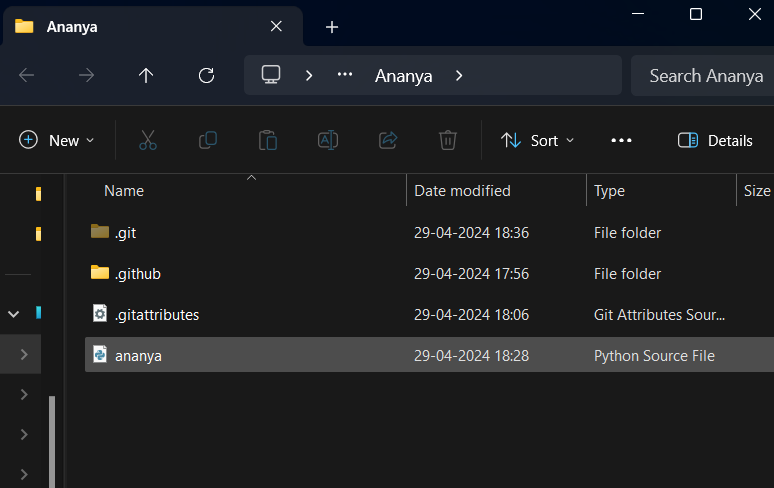 Ananya
Ananya
Search Ananya
New
Sort
Details
Name Date modified Type Size
.git 29-04-2024 18:36 File folder
.github 29-04-2024 17:56 File folder
.gitattributes 29-04-2024 18:06 Git Attributes Sour...
ananya 29-04-2024 18:28 Python Source File